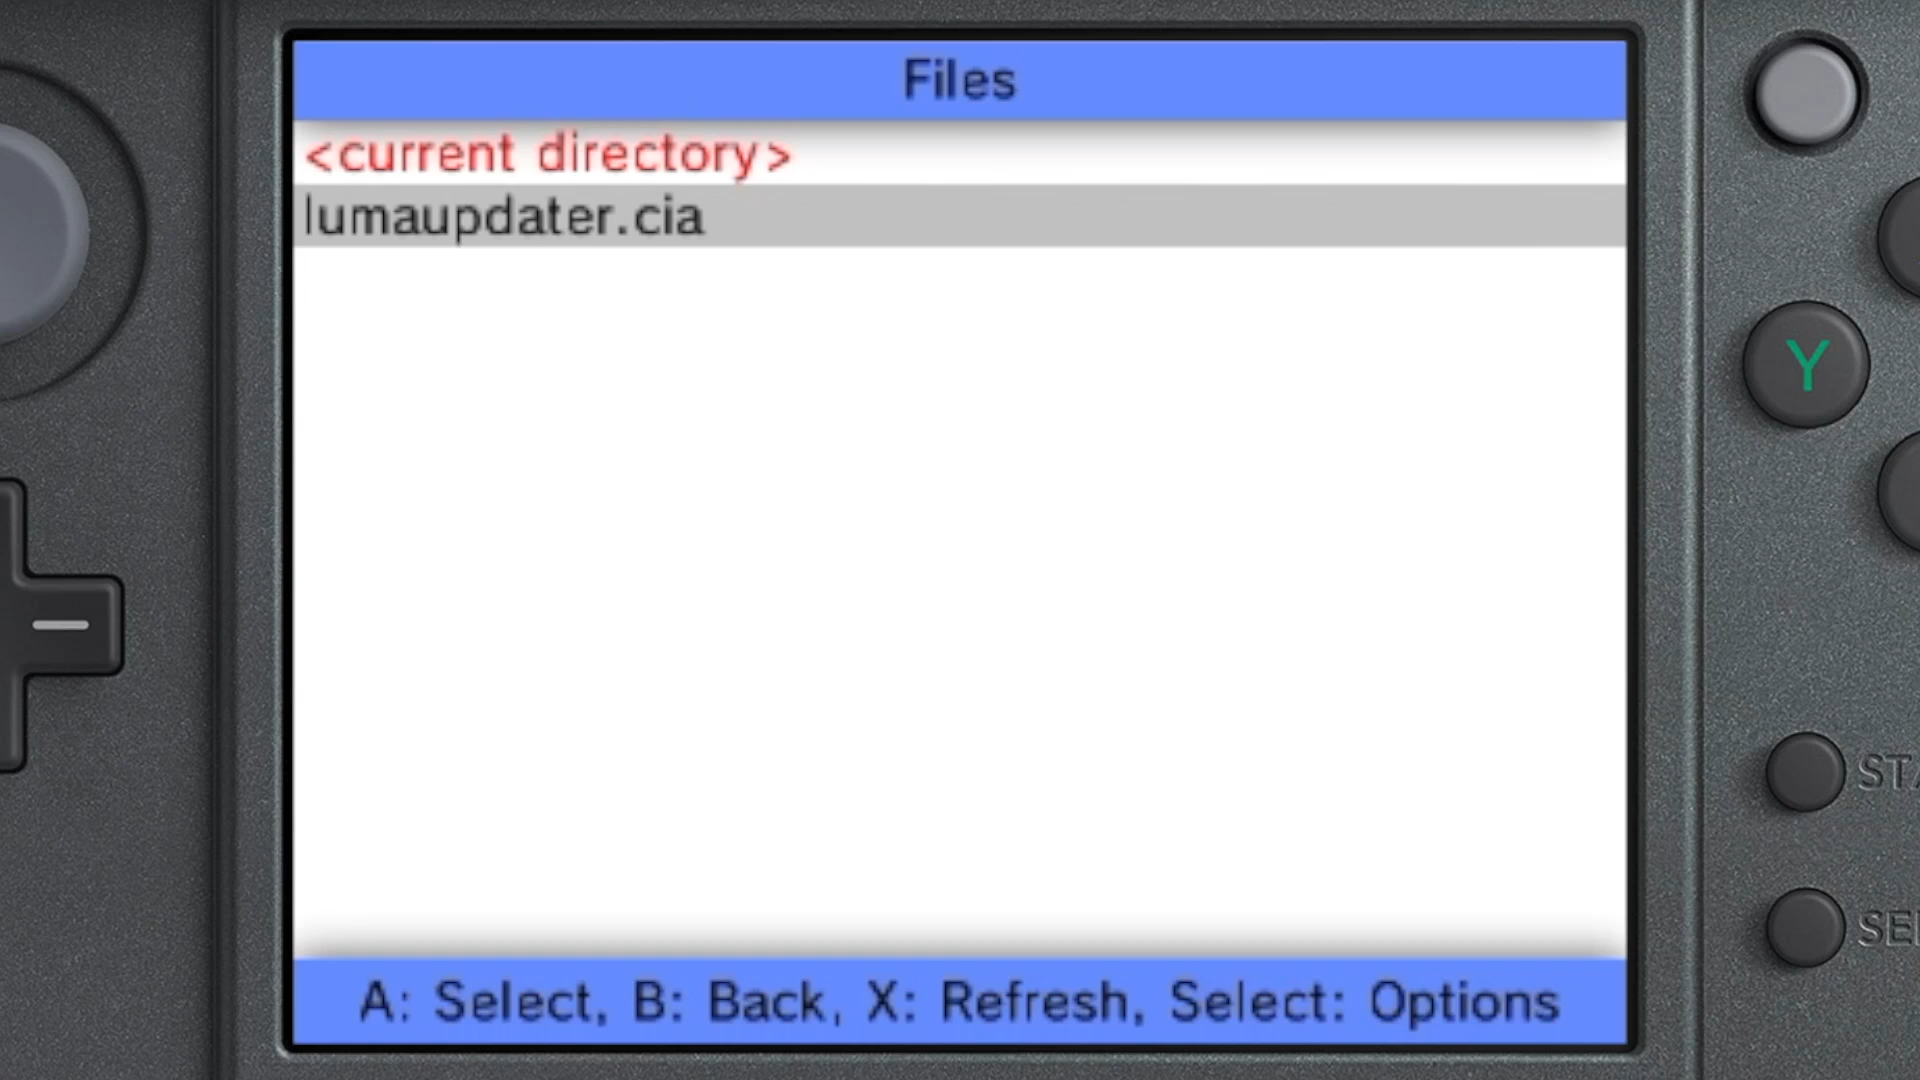 Files
<current directory>
lumaupdater.cia
Y
A: Select, B: Back, X: Refresh, Select: Options